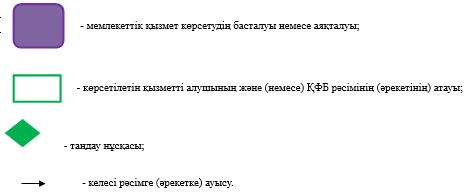 - мемлекеттік қызмет көрсетудің басталуы немесе аяқталуы;
- көрсетілетін қызметті алушының және (немесе) ҚФБ рәсімінің (әрекетінің) атауы;
- таңдау нұсқасы;
- келесі рәсімге (әрекетке) ауысу.